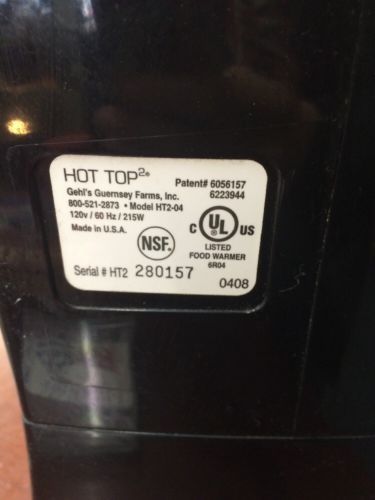 HOT TOP²®
Patent# 6056157
6223944
Gehl's Guernsey Farms, Inc.
800-521-2873 • Model HT2-04
120v / 60 Hz / 215W
Made in U.S.A.
NSF®
C UL® US
LISTED
FOOD WARMER
6R04
Serial # HT2 280157
0408